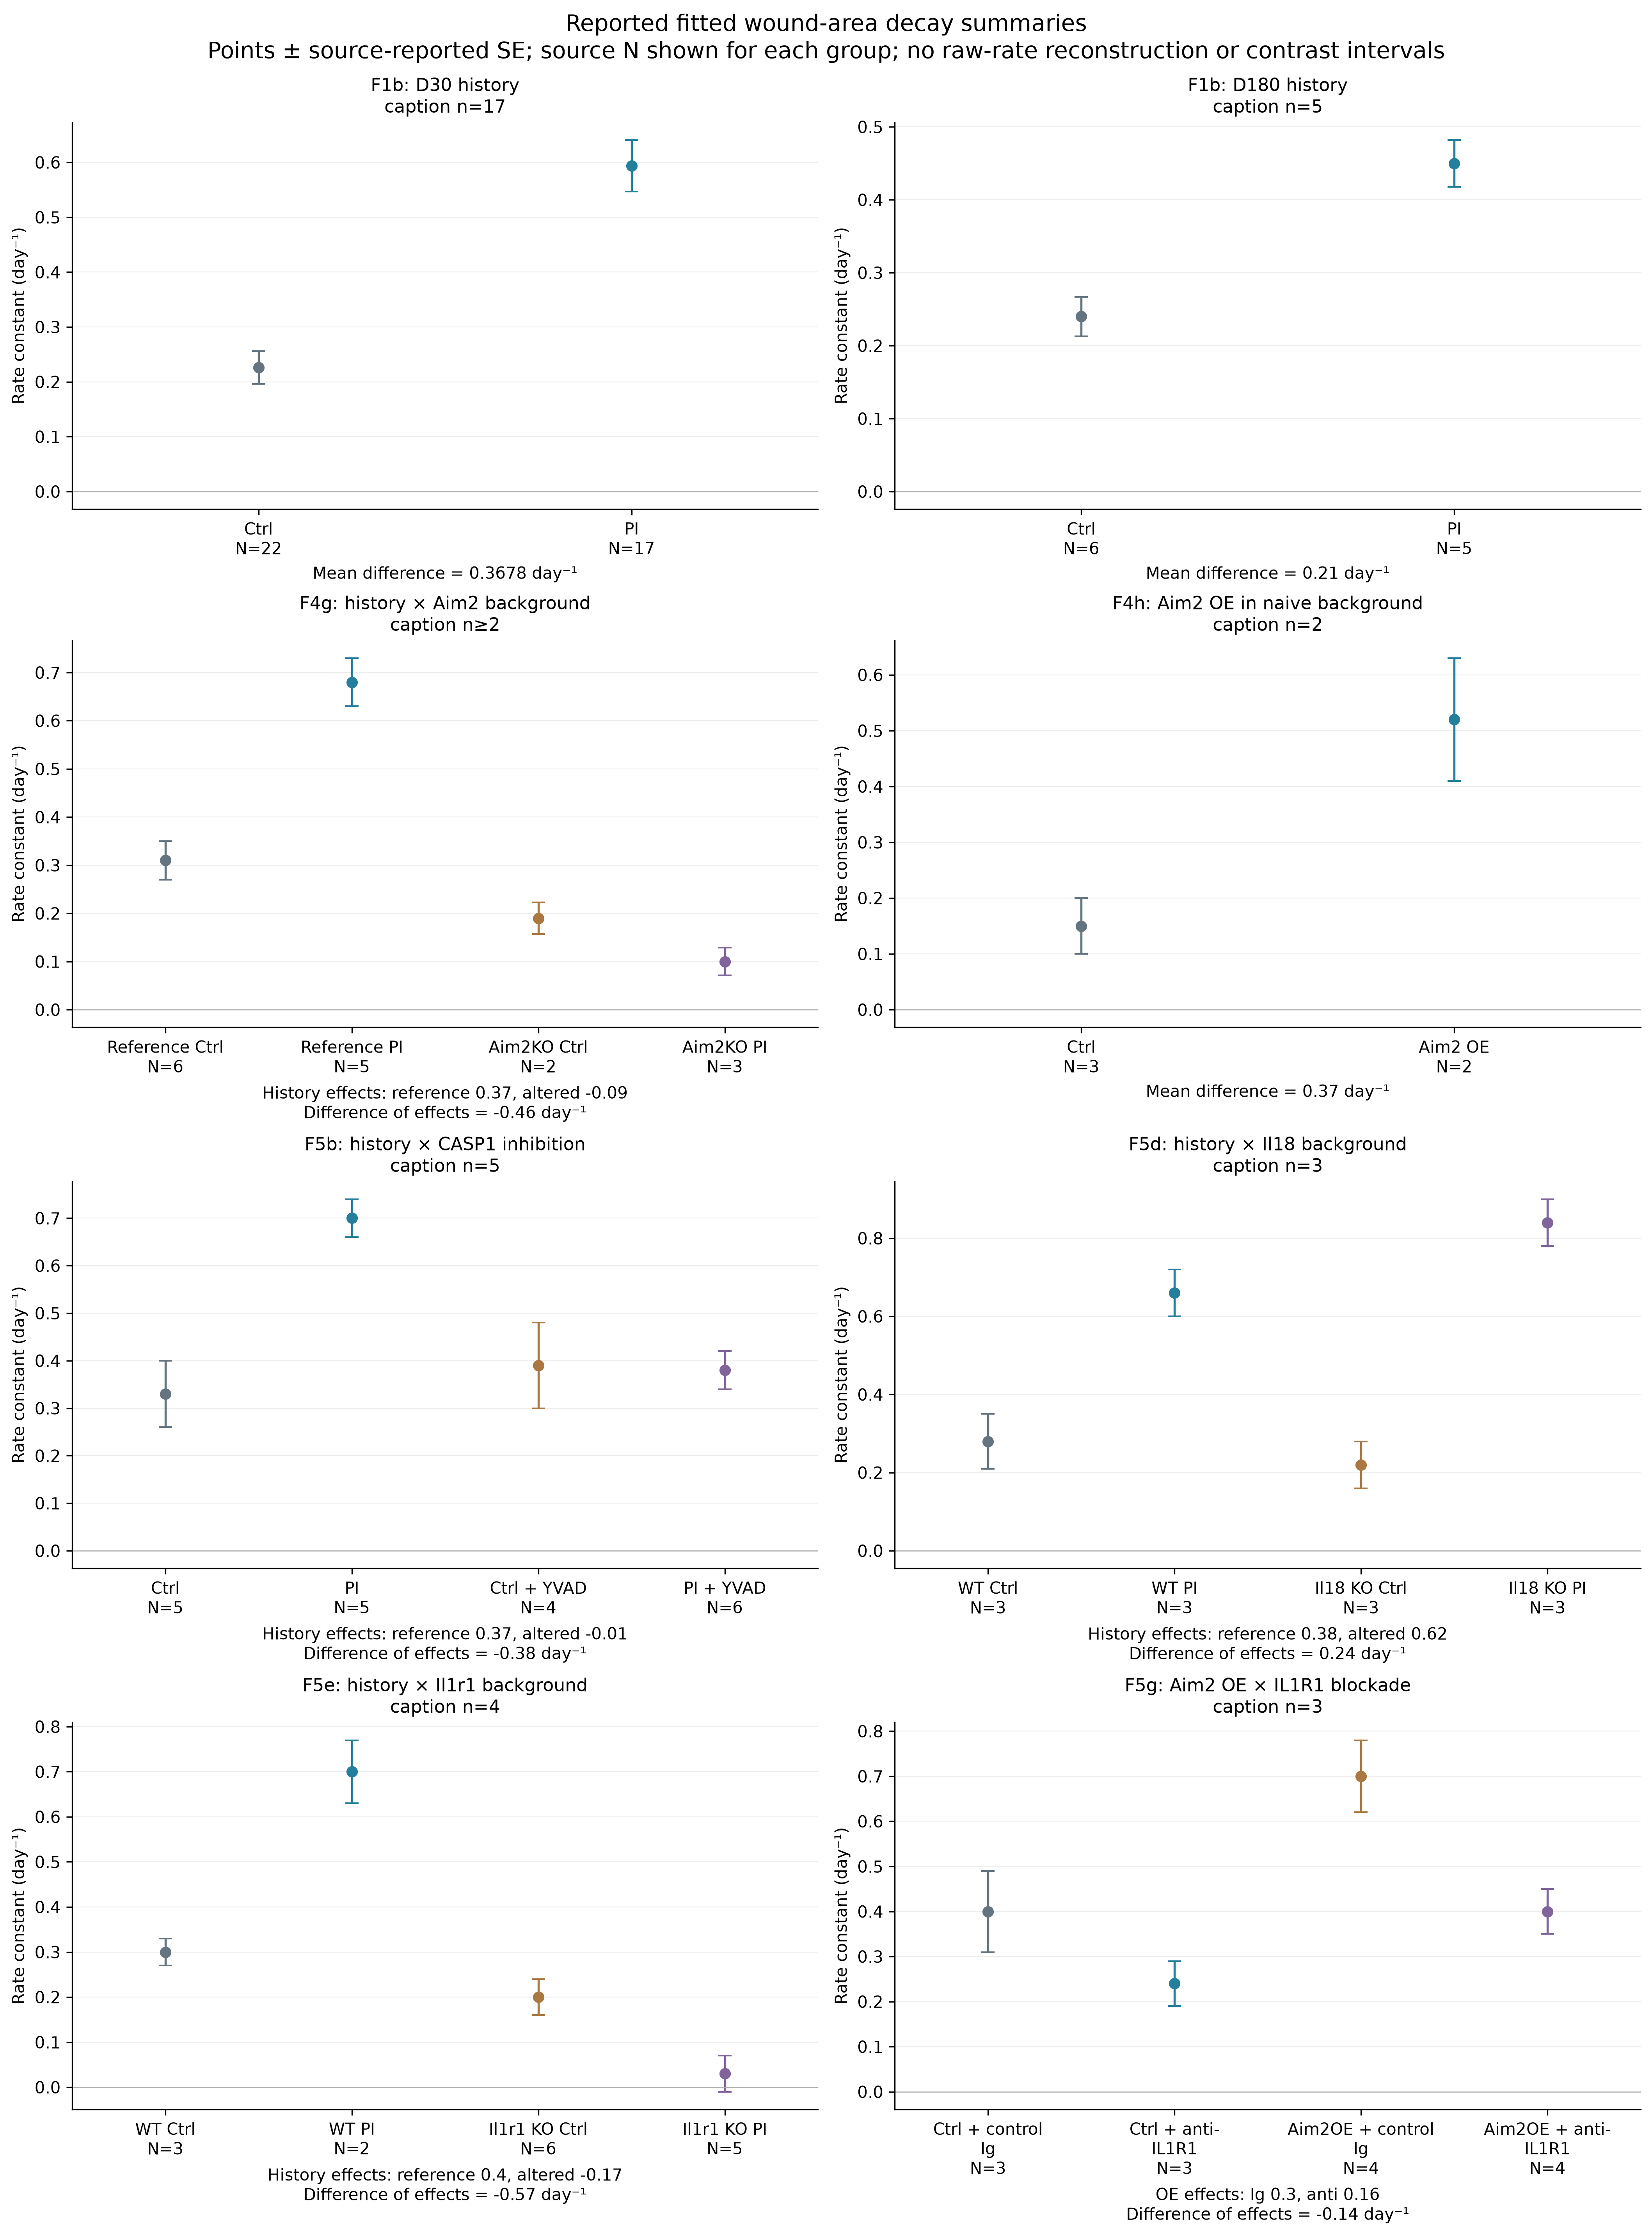 Reported fitted wound-area decay summaries
Points ± source-reported SE; source N shown for each group; no raw-rate reconstruction or contrast intervals
F1b: D30 history
caption n=17
Rate constant (day⁻¹)
0.6
0.5
0.4
0.3
0.2
0.1
0.0
Ctrl
N=22
PI
N=17
Mean difference = 0.3678 day⁻¹
F1b: D180 history
caption n=5
Rate constant (day⁻¹)
0.5
0.4
0.3
0.2
0.1
0.0
Ctrl
N=6
PI
N=5
Mean difference = 0.21 day⁻¹
F4g: history × Aim2 background
caption n≥2
Rate constant (day⁻¹)
0.7
0.6
0.5
0.4
0.3
0.2
0.1
0.0
Reference Ctrl
N=6
Reference PI
N=5
Aim2KO Ctrl
N=2
Aim2KO PI
N=3
History effects: reference 0.37, altered -0.09
Difference of effects = -0.46 day⁻¹
F4h: Aim2 OE in naive background
caption n=2
Rate constant (day⁻¹)
0.6
0.5
0.4
0.3
0.2
0.1
0.0
Ctrl
N=3
Aim2 OE
N=2
Mean difference = 0.37 day⁻¹
F5b: history × CASP1 inhibition
caption n=5
Rate constant (day⁻¹)
0.7
0.6
0.5
0.4
0.3
0.2
0.1
0.0
Ctrl
N=5
PI
N=5
Ctrl + YVAD
N=4
PI + YVAD
N=6
History effects: reference 0.37, altered -0.01
Difference of effects = -0.38 day⁻¹
F5d: history × Il18 background
caption n=3
Rate constant (day⁻¹)
0.8
0.6
0.4
0.2
0.0
WT Ctrl
N=3
WT PI
N=3
Il18 KO Ctrl
N=3
Il18 KO PI
N=3
History effects: reference 0.38, altered 0.62
Difference of effects = 0.24 day⁻¹
F5e: history × Il1r1 background
caption n=4
Rate constant (day⁻¹)
0.8
0.7
0.6
0.5
0.4
0.3
0.2
0.1
0.0
WT Ctrl
N=3
WT PI
N=2
Il1r1 KO Ctrl
N=6
Il1r1 KO PI
N=5
History effects: reference 0.4, altered -0.17
Difference of effects = -0.57 day⁻¹
F5g: Aim2 OE × IL1R1 blockade
caption n=3
Rate constant (day⁻¹)
0.8
0.7
0.6
0.5
0.4
0.3
0.2
0.1
0.0
Ctrl + control
Ig
N=3
Ctrl + anti-
IL1R1
N=3
Aim2OE + control
Ig
N=4
Aim2OE + anti-
IL1R1
N=4
OE effects: Ig 0.3, anti 0.16
Difference of effects = -0.14 day⁻¹